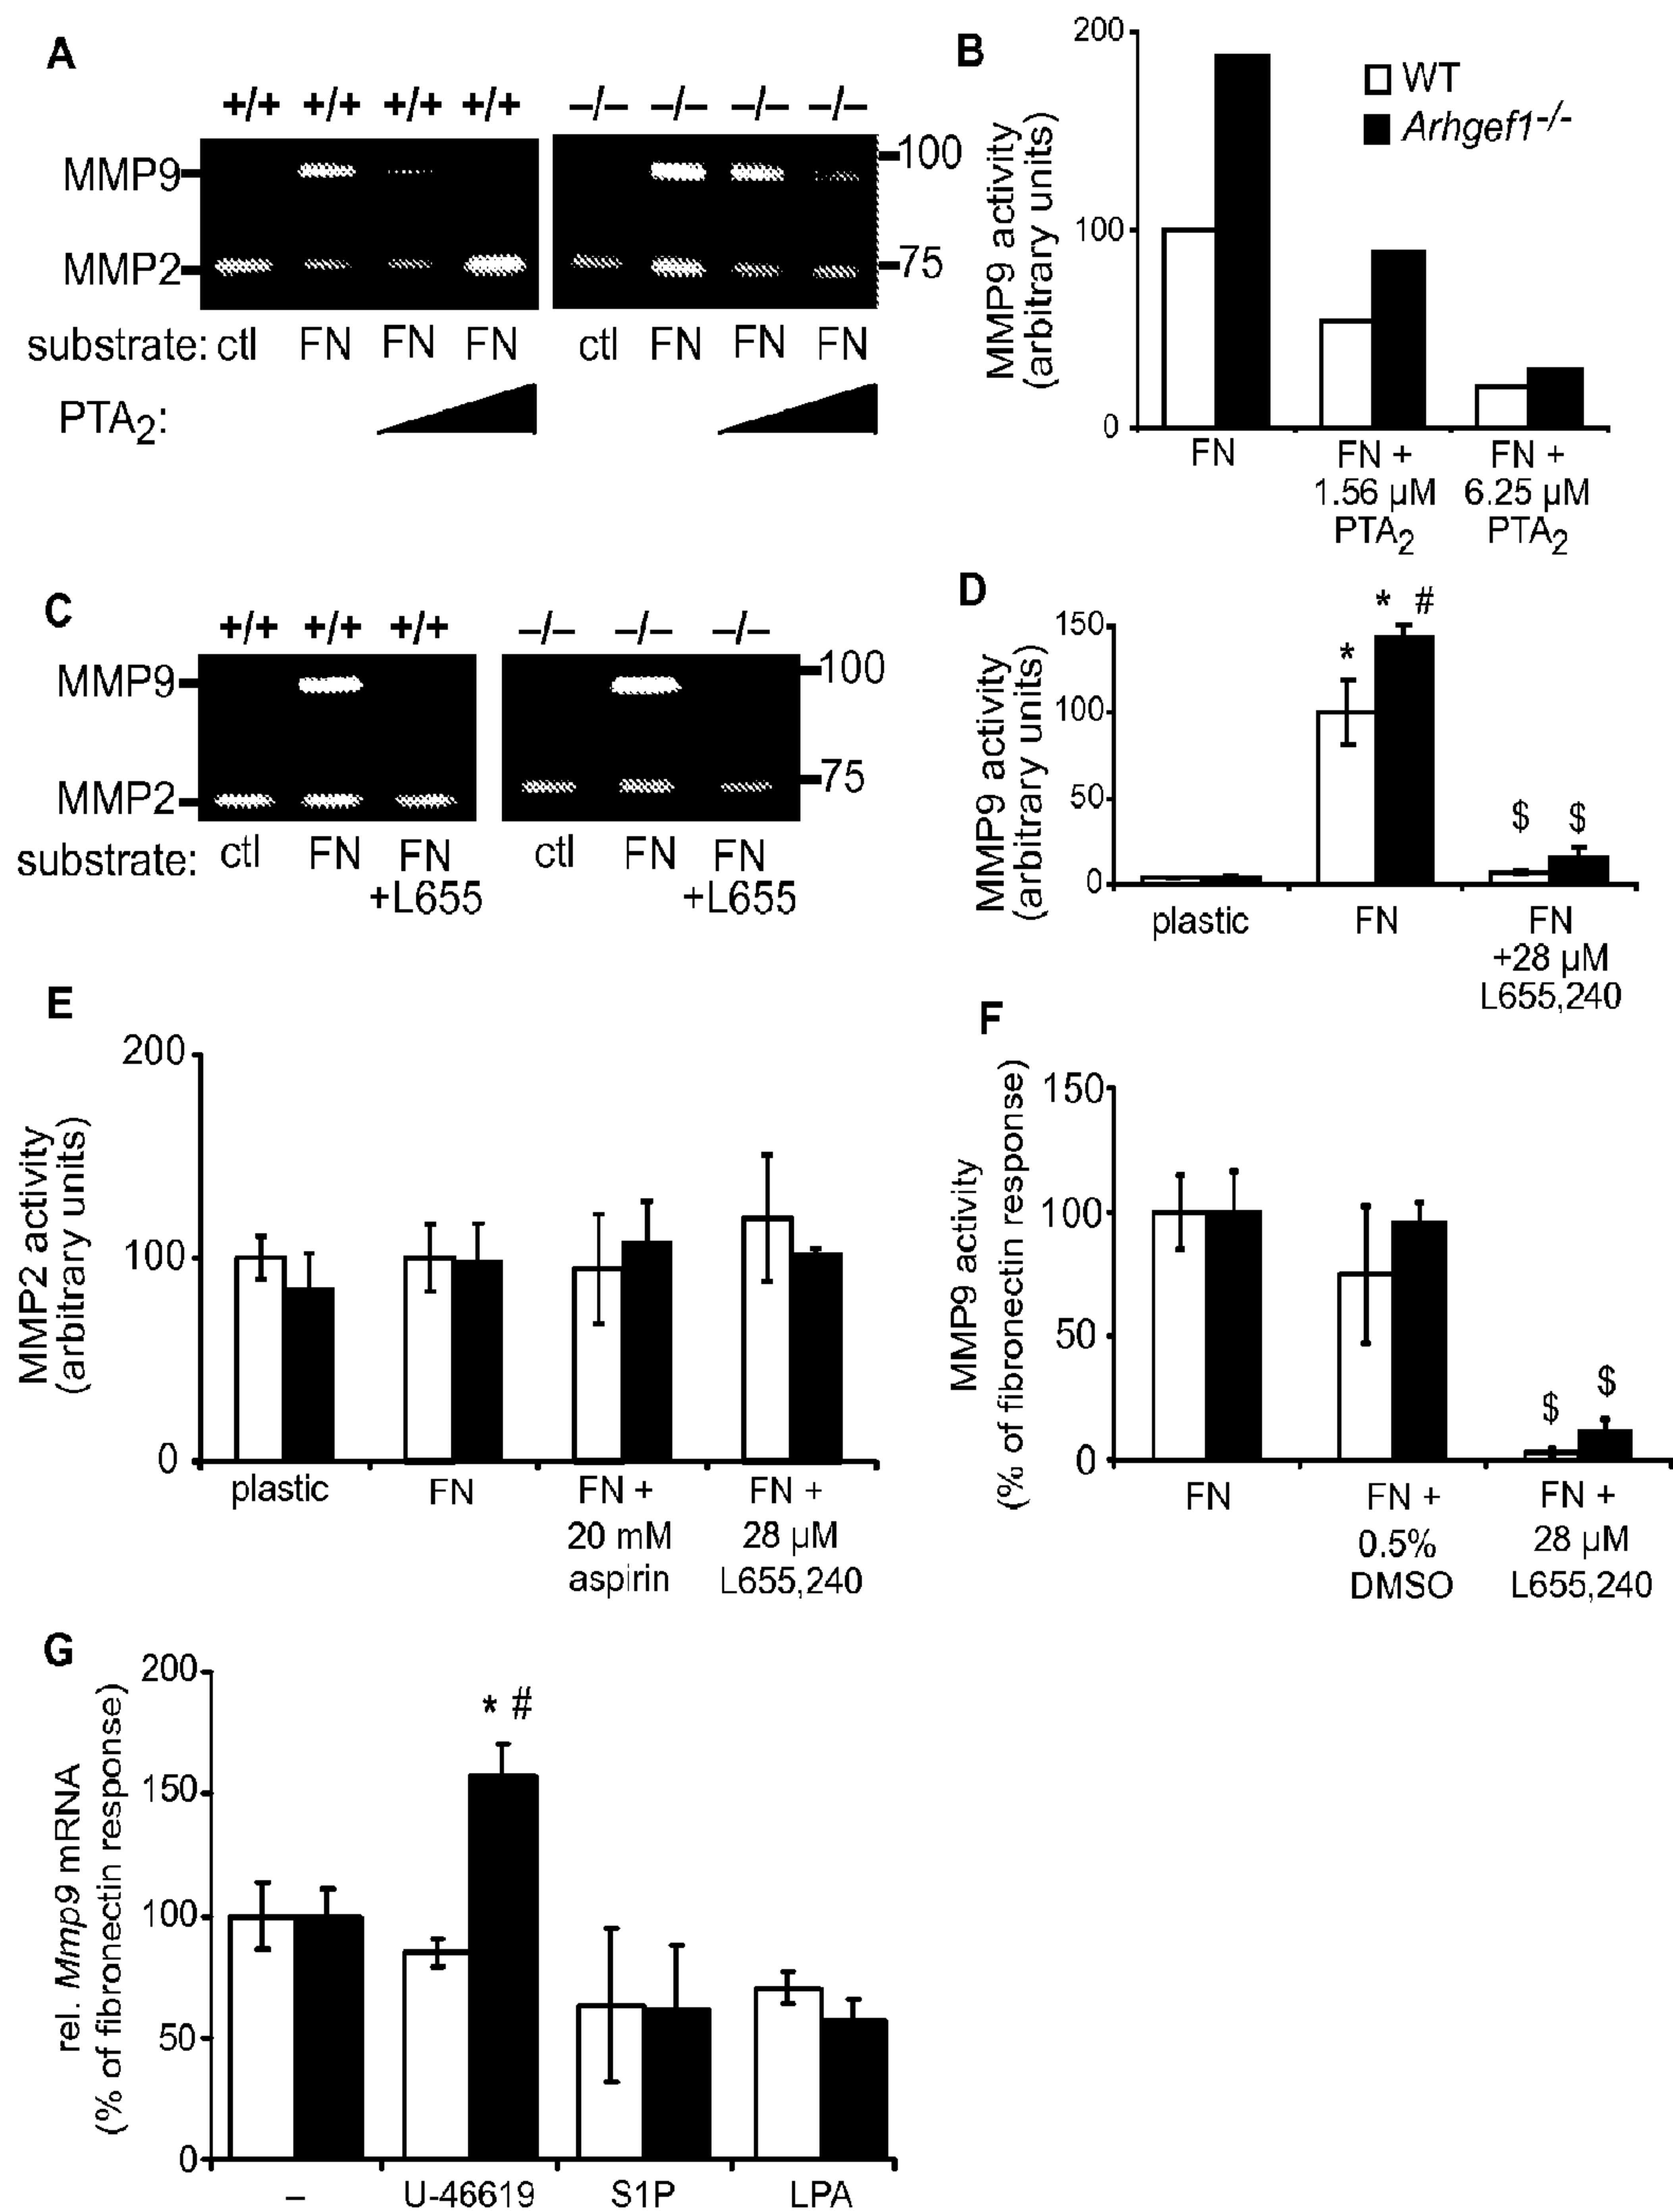 A
+/+ +/+ +/+ +/+ –/– –/– –/– –/–
MMP9
MMP2
100
75
substrate: ctl FN FN FN ctl FN FN FN
PTA2:
B
MMP9 activity
(arbitrary units)
200
100
0
WT
Arhgef1-/-
FN
FN +
1.56 µM
PTA2
FN +
6.25 µM
PTA2
C
+/+ +/+ +/+ –/– –/– –/–
MMP9
MMP2
100
75
substrate: ctl FN FN
+L655
ctl FN FN
+L655
D
MMP9 activity
(arbitrary units)
150
100
50
0
*
* #
$ $
plastic
FN
FN
+28 µM
L655,240
E
MMP2 activity
(arbitrary units)
200
100
0
plastic
FN
FN +
20 mM
aspirin
FN +
28 µM
L655,240
F
MMP9 activity
(% of fibronectin response)
150
100
50
0
$ $
FN
FN +
0.5%
DMSO
FN +
28 µM
L655,240
G
rel. Mmp9 mRNA
(% of fibronectin response)
200
150
100
50
0
* #
– U-46619 S1P LPA